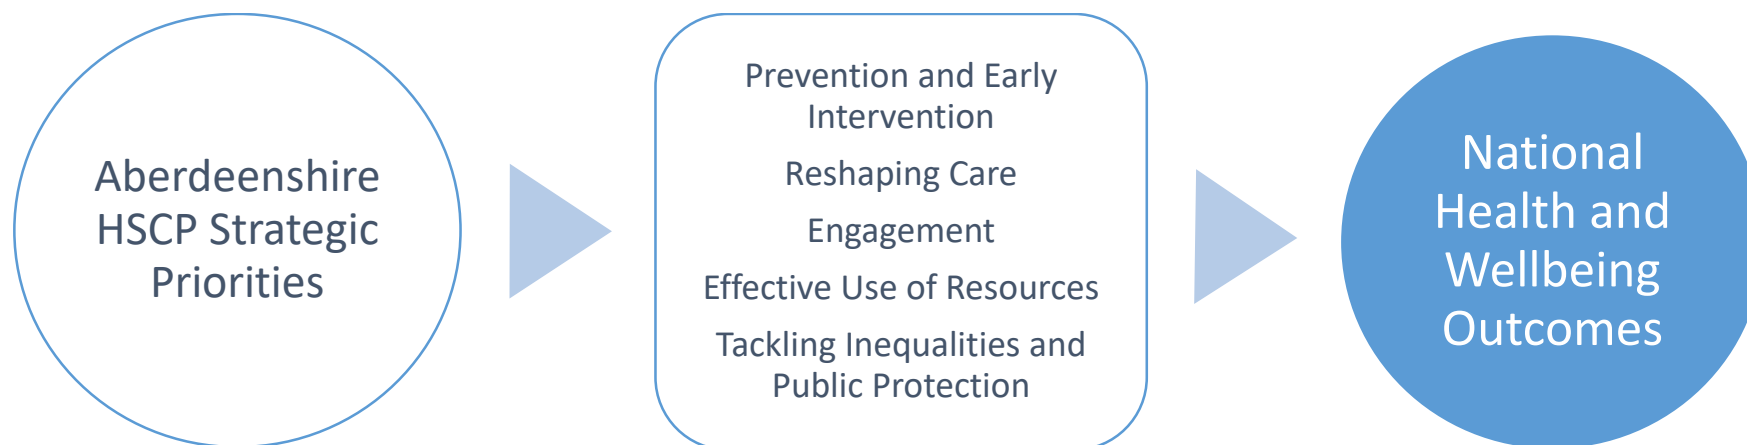 Aberdeenshire
HSCP Strategic
Priorities
Prevention and Early
Intervention
Reshaping Care
Engagement
Effective Use of Resources
Tackling Inequalities and
Public Protection
National
Health and
Wellbeing
Outcomes